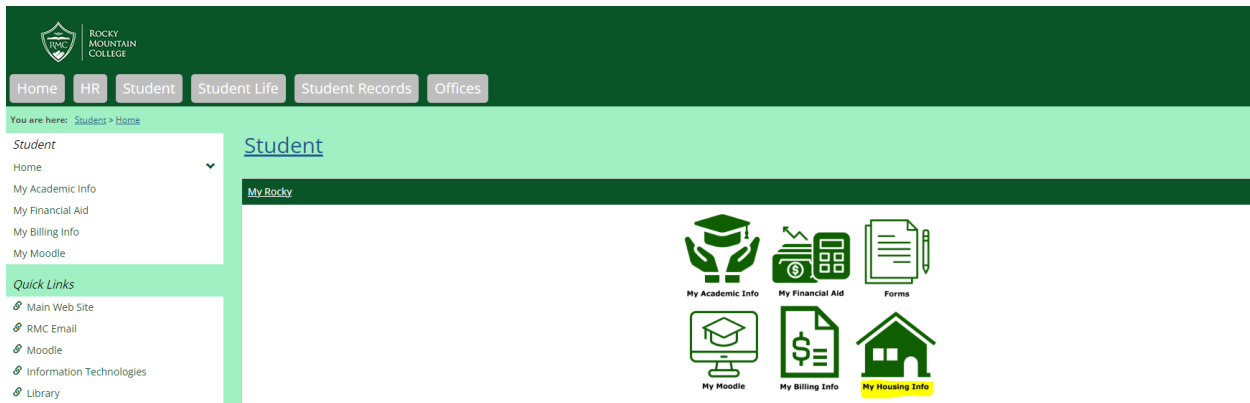 RMC
ROCKY
MOUNTAIN
COLLEGE
Home HR Student Student Life Student Records Offices
You are here: Student > Home
Student
Home
My Academic Info
My Financial Aid
My Billing Info
My Moodle
Quick Links
Main Web Site
RMC Email
Moodle
Information Technologies
Library
Student
My Rocky
My Academic Info My Financial Aid Forms
My Moodle My Billing Info My Housing Info